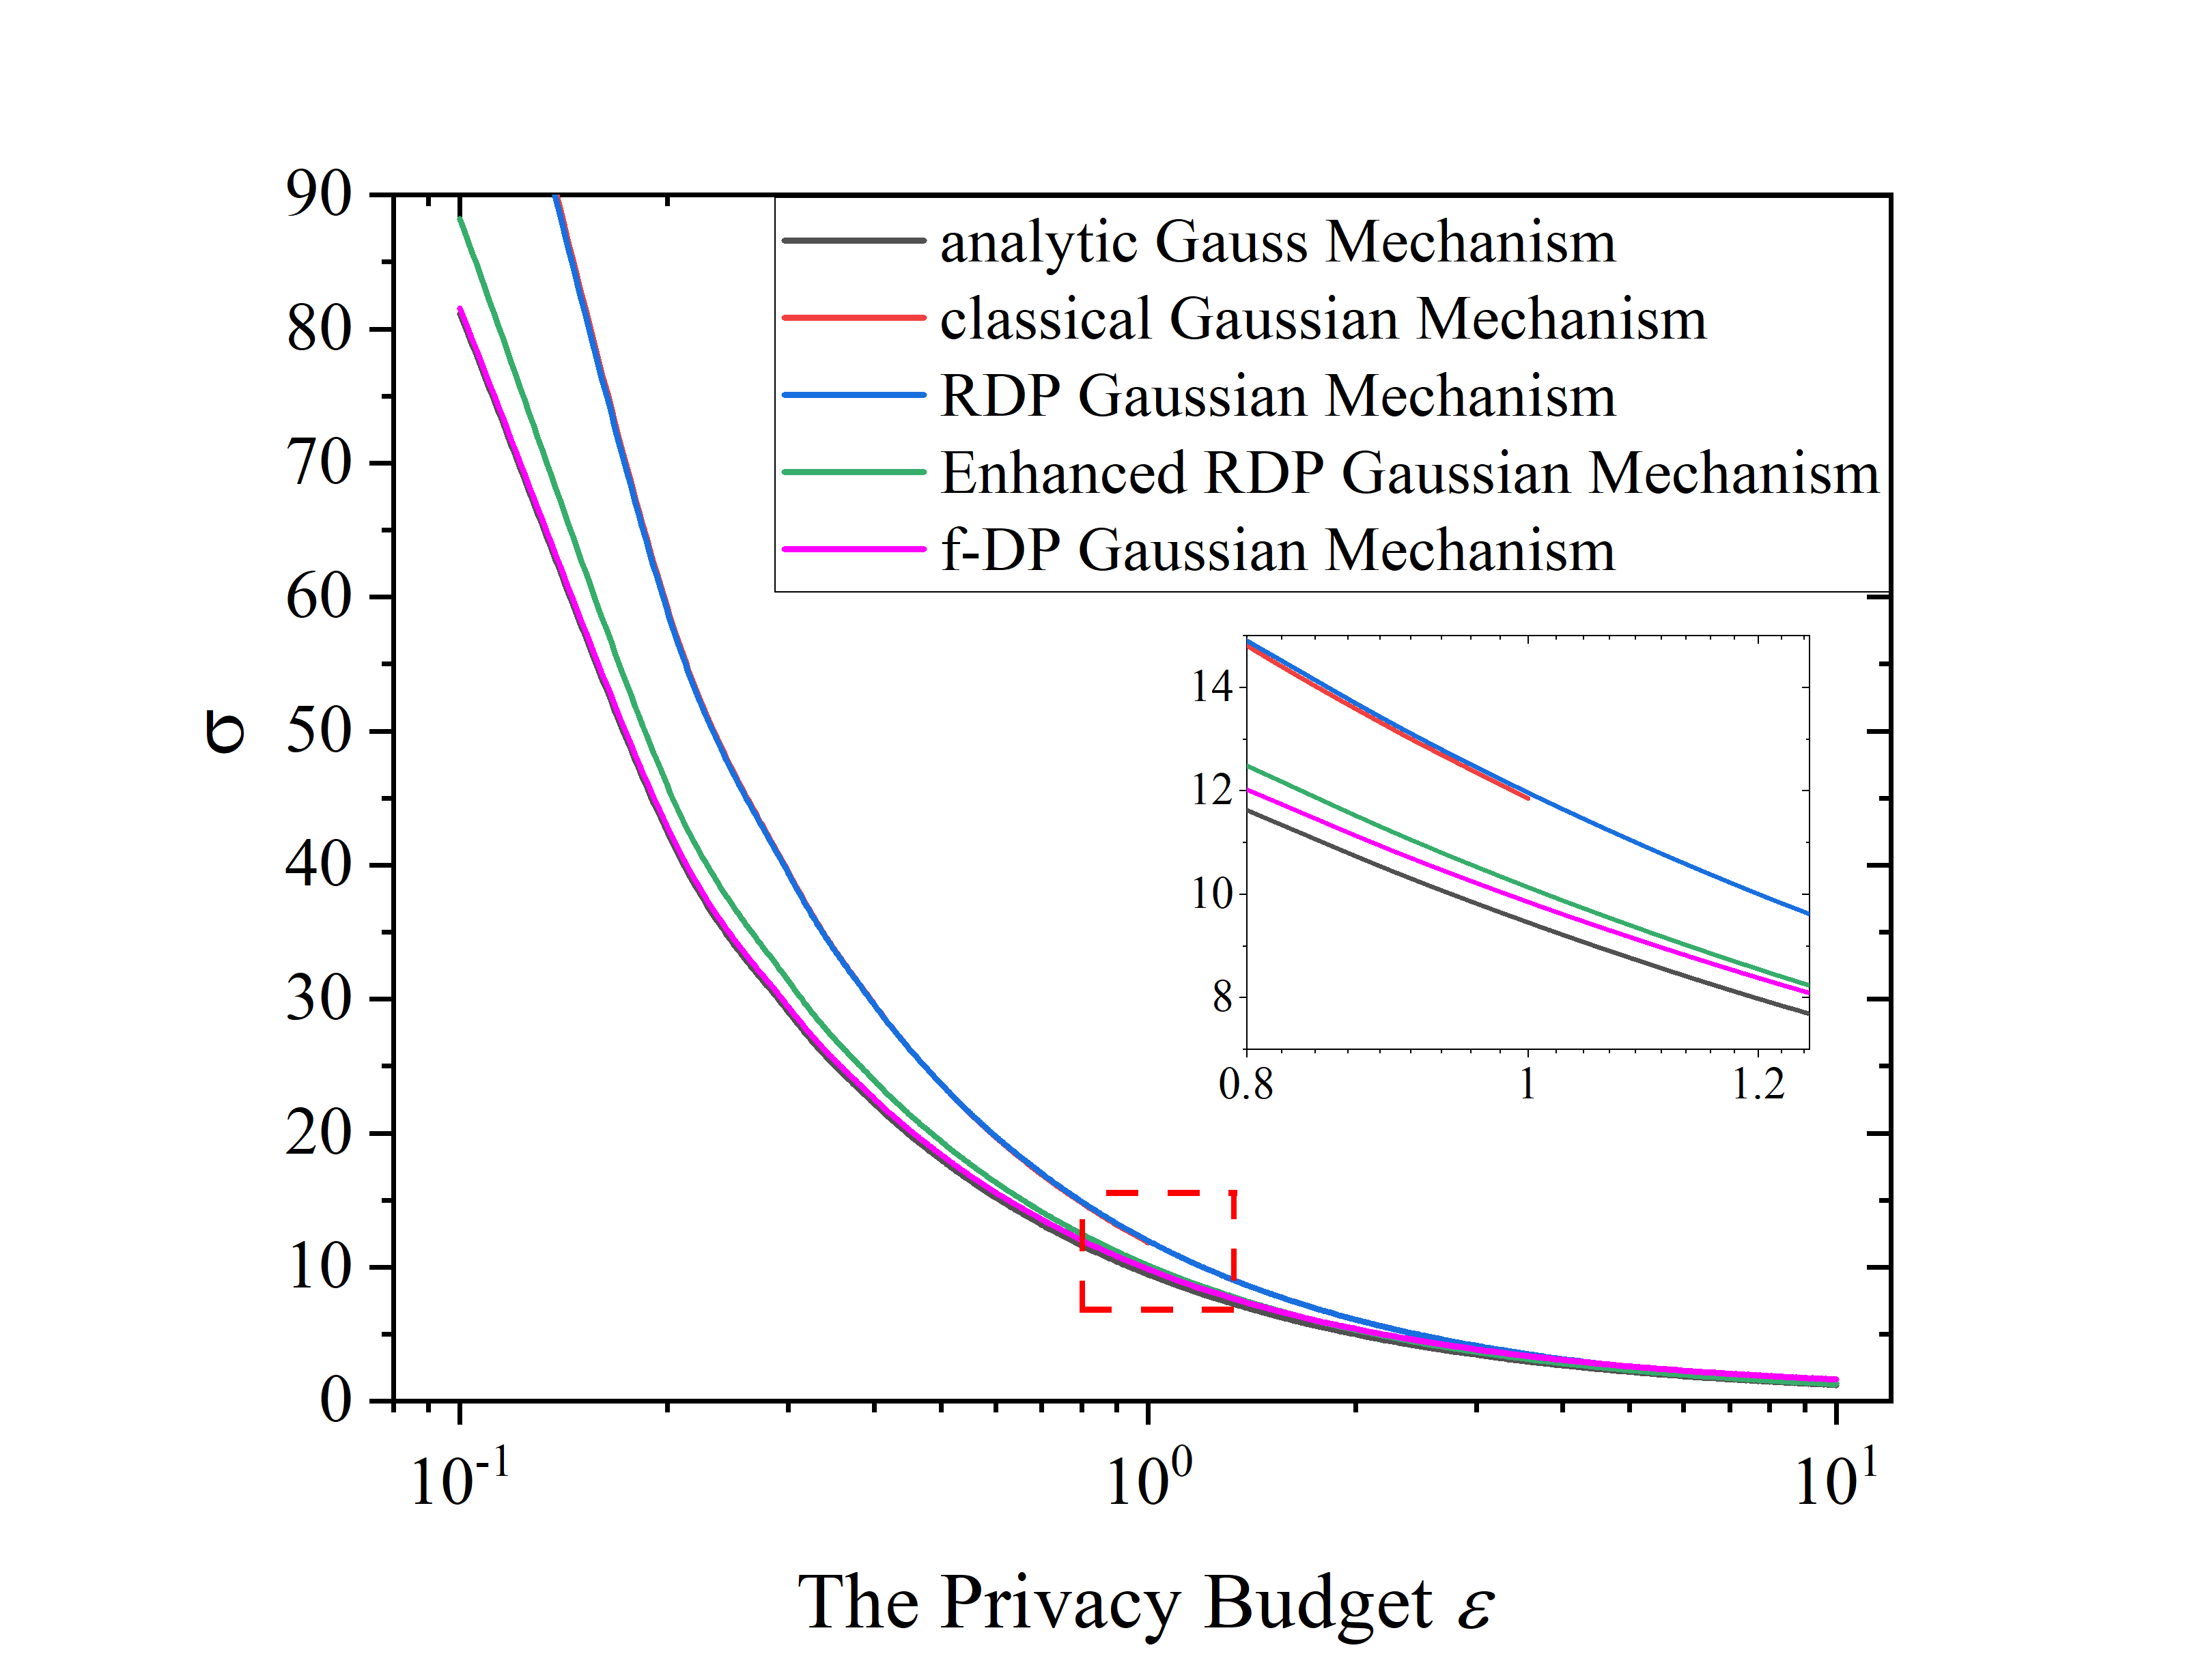 90
80
70
60
50
40
30
20
10
0
σ
analytic Gauss Mechanism
classical Gaussian Mechanism
RDP Gaussian Mechanism
Enhanced RDP Gaussian Mechanism
f-DP Gaussian Mechanism
14
12
10
8
0.8 1 1.2
10⁻¹ 10⁰ 10¹
The Privacy Budget ε